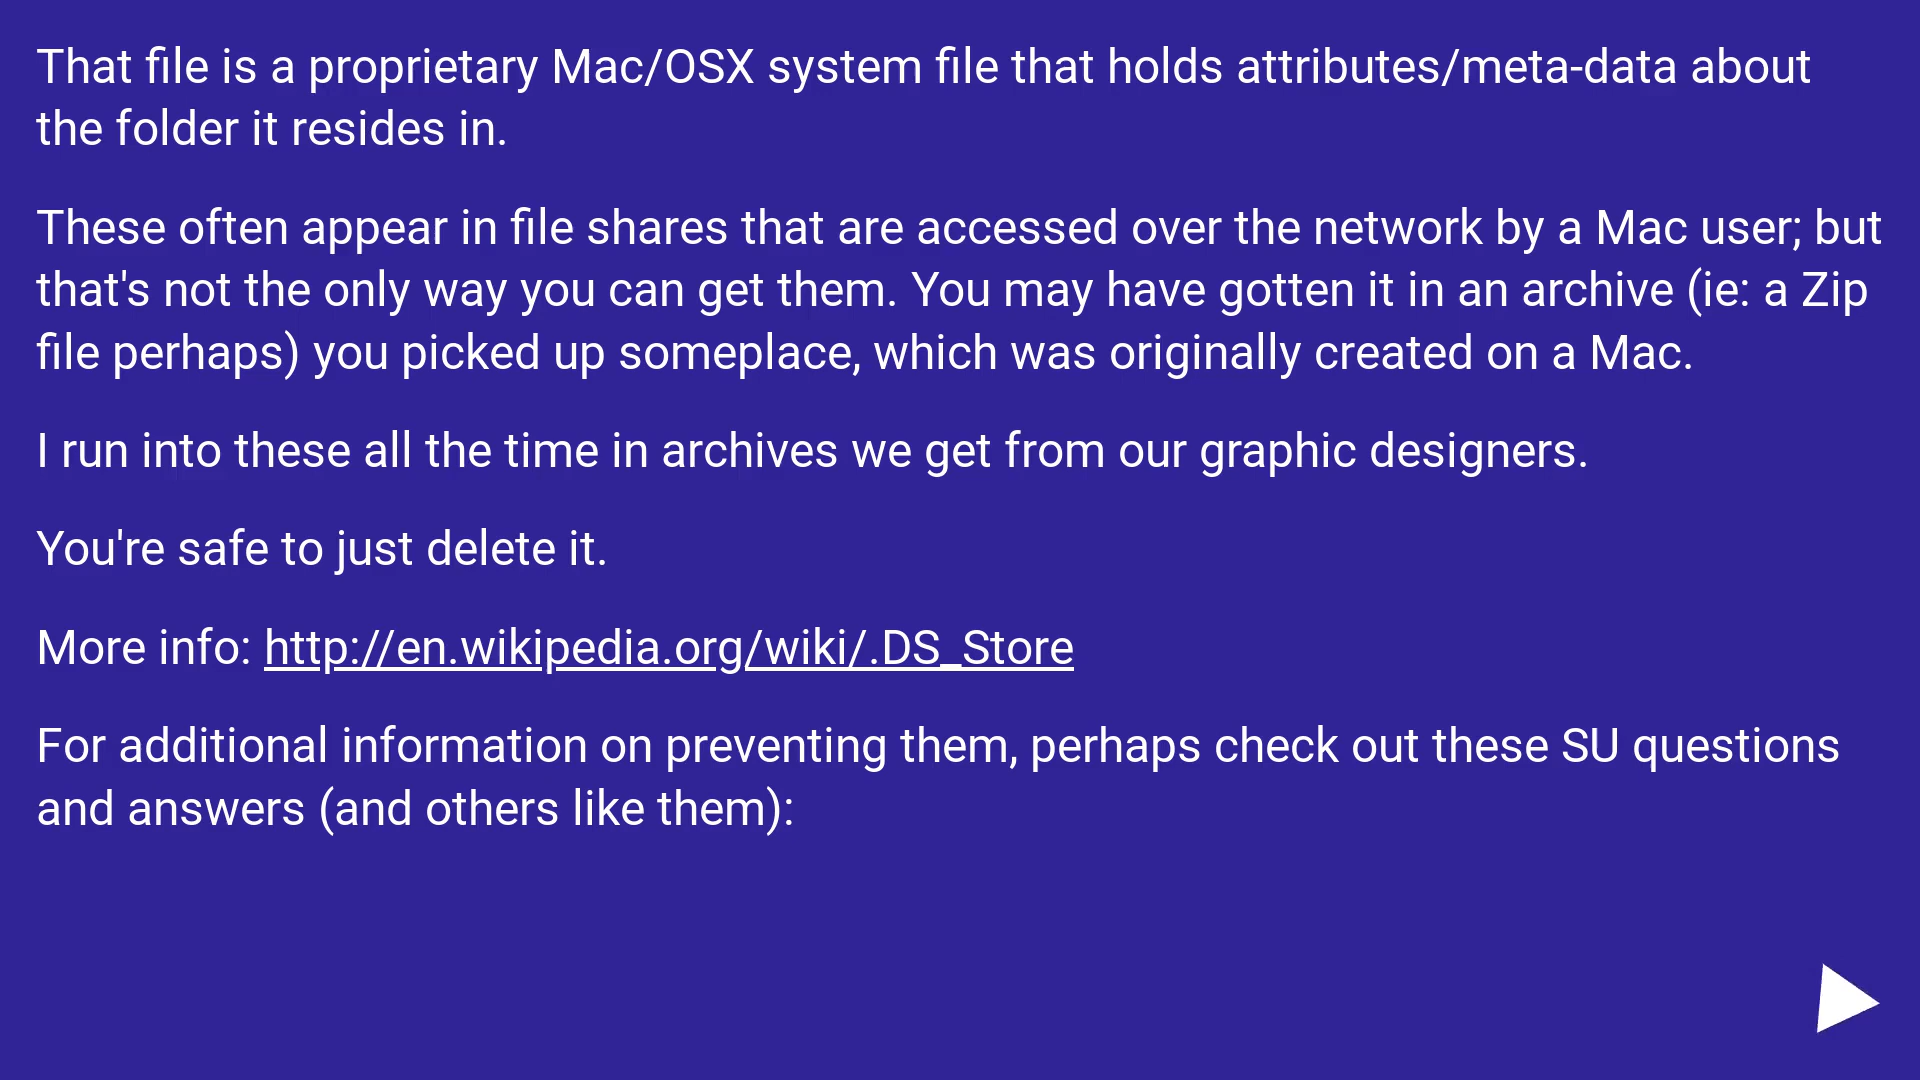 That file is a proprietary Mac/OSX system file that holds attributes/meta-data about
the folder it resides in.
These often appear in file shares that are accessed over the network by a Mac user; but
that's not the only way you can get them. You may have gotten it in an archive (ie: a Zip
file perhaps) you picked up someplace, which was originally created on a Mac.
I run into these all the time in archives we get from our graphic designers.
You're safe to just delete it.
More info: http://en.wikipedia.org/wiki/.DS_Store
For additional information on preventing them, perhaps check out these SU questions
and answers (and others like them):